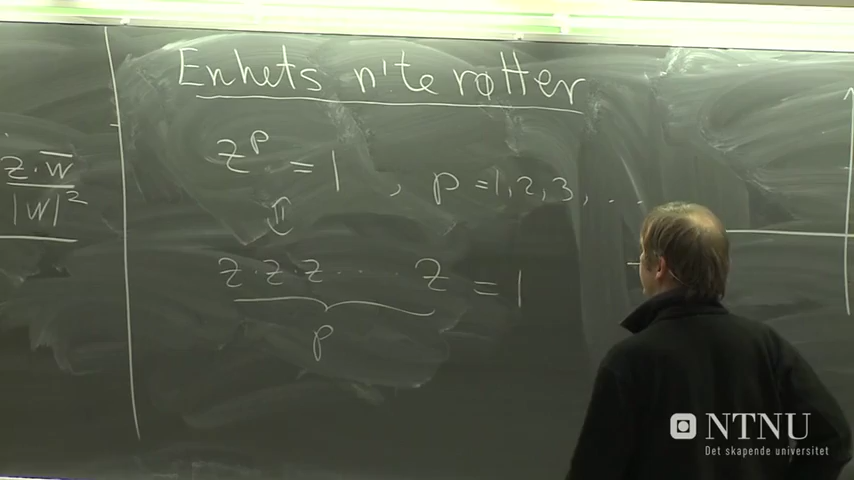 Enhets n'te røtter
z·w̅
|w|²
z^p = 1 , p = 1, 2, 3, ...
z · z z · ... z = 1
p
NTNU
Det skapende universitet